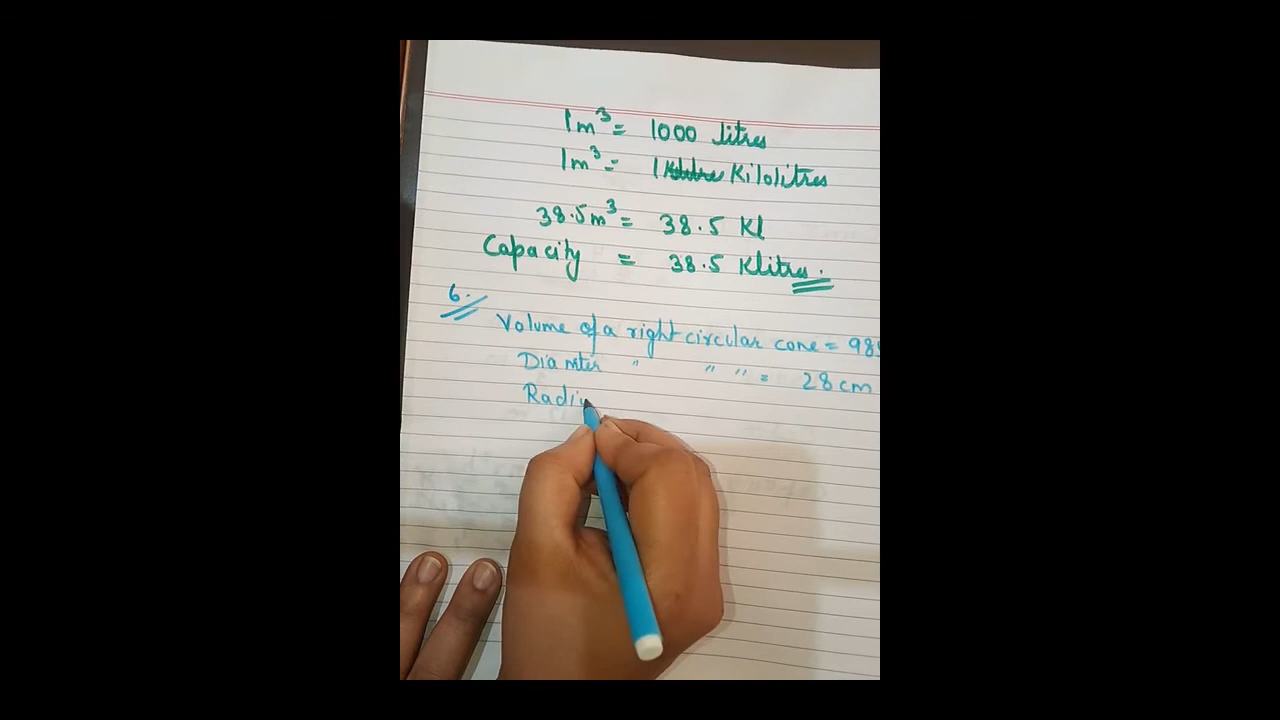 1m³ = 1000 litres
1m³ = 1 Kilolitres
38.5m³ = 38.5 Kl
Capacity = 38.5 Klitres.
6.
Volume of a right circular cone = 98
Diameter " " " = 28 cm
Radiu